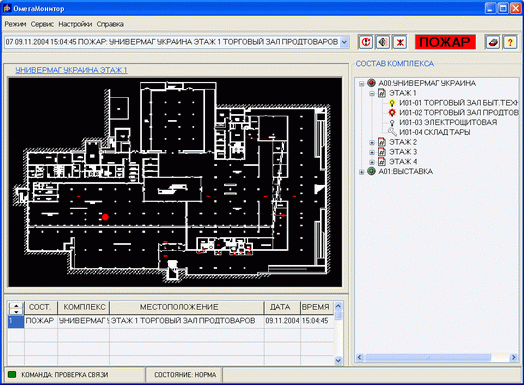 ОмегаМонитор
Режим Сервис Настройки Справка
07 09.11.2004 15:04:45 ПОЖАР: УНИВЕРМАГ УКРАИНА ЭТАЖ 1 ТОРГОВЫЙ ЗАЛ ПРОДТОВАРОВ
ПОЖАР
УНИВЕРМАГ УКРАИНА ЭТАЖ 1
СОСТАВ КОМПЛЕКСА
А00:УНИВЕРМАГ УКРАИНА
ЭТАЖ 1
И01-01 ТОРГОВЫЙ ЗАЛ БЫТ.ТЕХН
И01-02 ТОРГОВЫЙ ЗАЛ ПРОДТОВ
И01-03 ЭЛЕКТРОЩИТОВАЯ
И01-04 СКЛАД ТАРЫ
ЭТАЖ 2
ЭТАЖ 3
ЭТАЖ 4
А01:ВЫСТАВКА
СОСТ. КОМПЛЕКС МЕСТОПОЛОЖЕНИЕ ДАТА ВРЕМЯ
1 ПОЖАР УНИВЕРМАГ У ЭТАЖ 1 ТОРГОВЫЙ ЗАЛ ПРОДТОВАРОВ 09.11.2004 15:04:45
КОМАНДА: ПРОВЕРКА СВЯЗИ СОСТОЯНИЕ: НОРМА